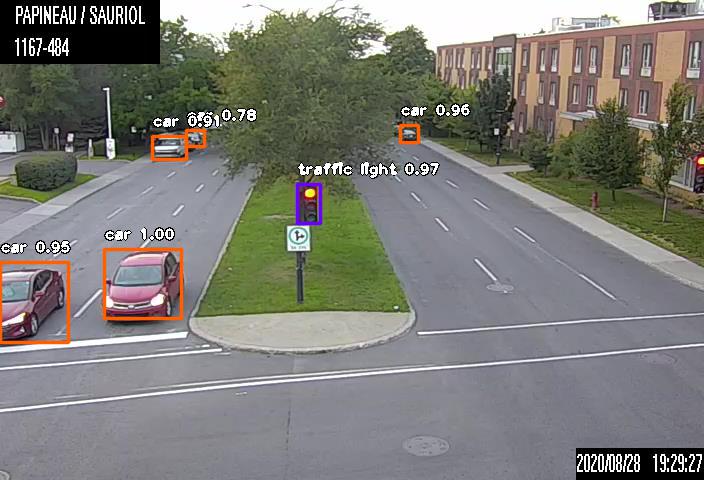 PAPINEAU / SAURIOL
1167-484
car 0.91
0.78
car 0.96
traffic light 0.97
car 0.95
car 1.00
2020/08/28 19:29:27